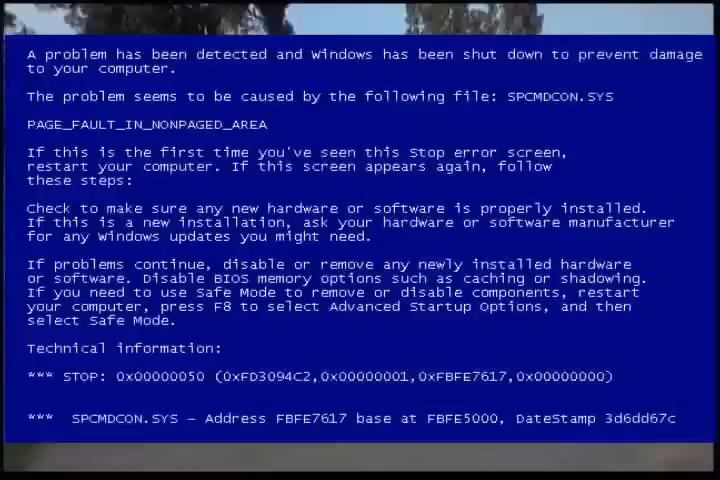 A problem has been detected and Windows has been shut down to prevent damage
to your computer.
The problem seems to be caused by the following file: SPCMDCON.SYS
PAGE_FAULT_IN_NONPAGED_AREA
If this is the first time you've seen this Stop error screen,
restart your computer. If this screen appears again, follow
these steps:
Check to make sure any new hardware or software is properly installed.
If this is a new installation, ask your hardware or software manufacturer
for any Windows updates you might need.
If problems continue, disable or remove any newly installed hardware
or software. Disable BIOS memory options such as caching or shadowing.
If you need to use Safe Mode to remove or disable components, restart
your computer, press F8 to select Advanced Startup Options, and then
select Safe Mode.
Technical information:
*** STOP: 0x00000050 (0xFD3094C2,0x00000001,0xFBFE7617,0x00000000)
*** SPCMDCON.SYS - Address FBFE7617 base at FBFE5000, DateStamp 3d6dd67c